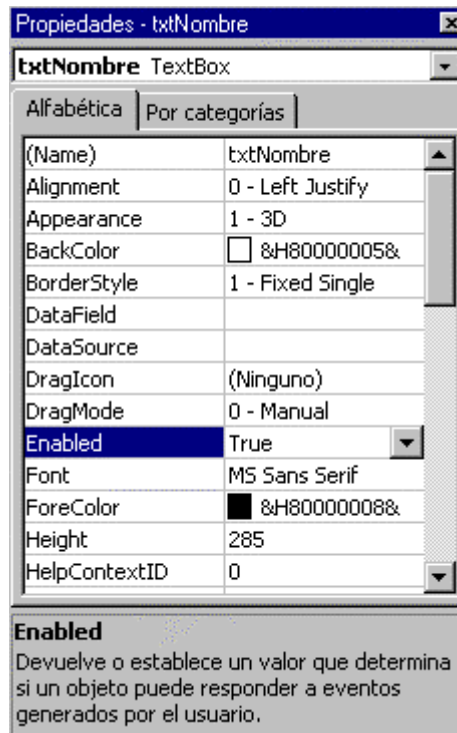 Propiedades - txtNombre
txtNombre TextBox
Alfabética Por categorías
(Name) txtNombre
Alignment 0 - Left Justify
Appearance 1 - 3D
BackColor &H80000005&
BorderStyle 1 - Fixed Single
DataField
DataSource
DragIcon (Ninguno)
DragMode 0 - Manual
Enabled True
Font MS Sans Serif
ForeColor &H80000008&
Height 285
HelpContextID 0
Enabled
Devuelve o establece un valor que determina
si un objeto puede responder a eventos
generados por el usuario.